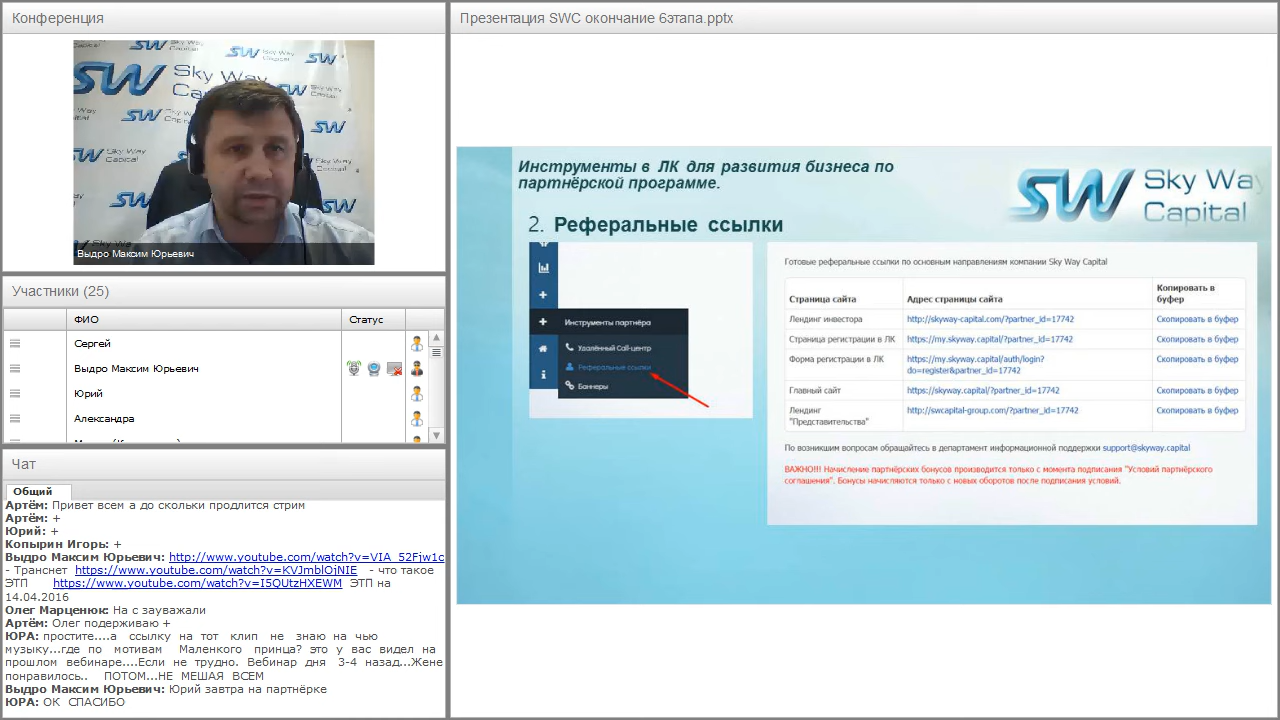 Конференция
SW Sky Way Capital
Выдро Максим Юрьевич
Участники (25)
ФИО Статус
Сергей
Выдро Максим Юрьевич
Юрий
Александра
Чат
Общий
Артём: Привет всем а до скольки продлится стрим
Артём: +
Юрий: +
Копырин Игорь: +
Выдро Максим Юрьевич: http://www.youtube.com/watch?v=VIA_52Fjw1c
- Транснет https://www.youtube.com/watch?v=KVJmblOjNIE - что такое
ЭТП https://www.youtube.com/watch?v=I5QUtzHXEWM ЭТП на
14.04.2016
Олег Марценюк: На с зауважали
Артём: Олег подерживаю +
ЮРА: простите....а ссылку на тот клип не знаю на чью
музыку...где по мотивам Маленкого принца? это у вас видел на
прошлом вебинаре....Если не трудно. Вебинар дня 3-4 назад...Жене
понравилось.. ПОТОМ...НЕ МЕШАЯ ВСЕМ
Выдро Максим Юрьевич: Юрий завтра на партнёрке
ЮРА: ОК СПАСИБО
Презентация SWC окончание 6этапа.pptx
Инструменты в ЛК для развития бизнеса по
партнёрской программе.
SW Sky Way
Capital
2. Реферальные ссылки
Инструменты партнёра
Удалённый Call-центр
Реферальные ссылки
Баннеры
Готовые реферальные ссылки по основным направлениям компании Sky Way Capital
Страница сайта Адрес страницы сайта Копировать в
буфер
Лендинг инвестора http://skyway-capital.com/?partner_id=17742 Скопировать в буфер
Страница регистрации в ЛК https://my.skyway.capital/?partner_id=17742 Скопировать в буфер
Форма регистрации в ЛК https://my.skyway.capital/auth/login? Скопировать в буфер
do=register&partner_id=17742
Главный сайт https://skyway.capital/?partner_id=17742 Скопировать в буфер
Лендинг http://swcapital-group.com/?partner_id=17742 Скопировать в буфер
"Представительства"
По возникшим вопросам обращайтесь в департамент информационной поддержки support@skyway.capital
ВАЖНО!!! Начисление партнёрских бонусов производится только с момента подписания "Условий партнёрского
соглашения". Бонусы начисляются только с новых оборотов после подписания условий.